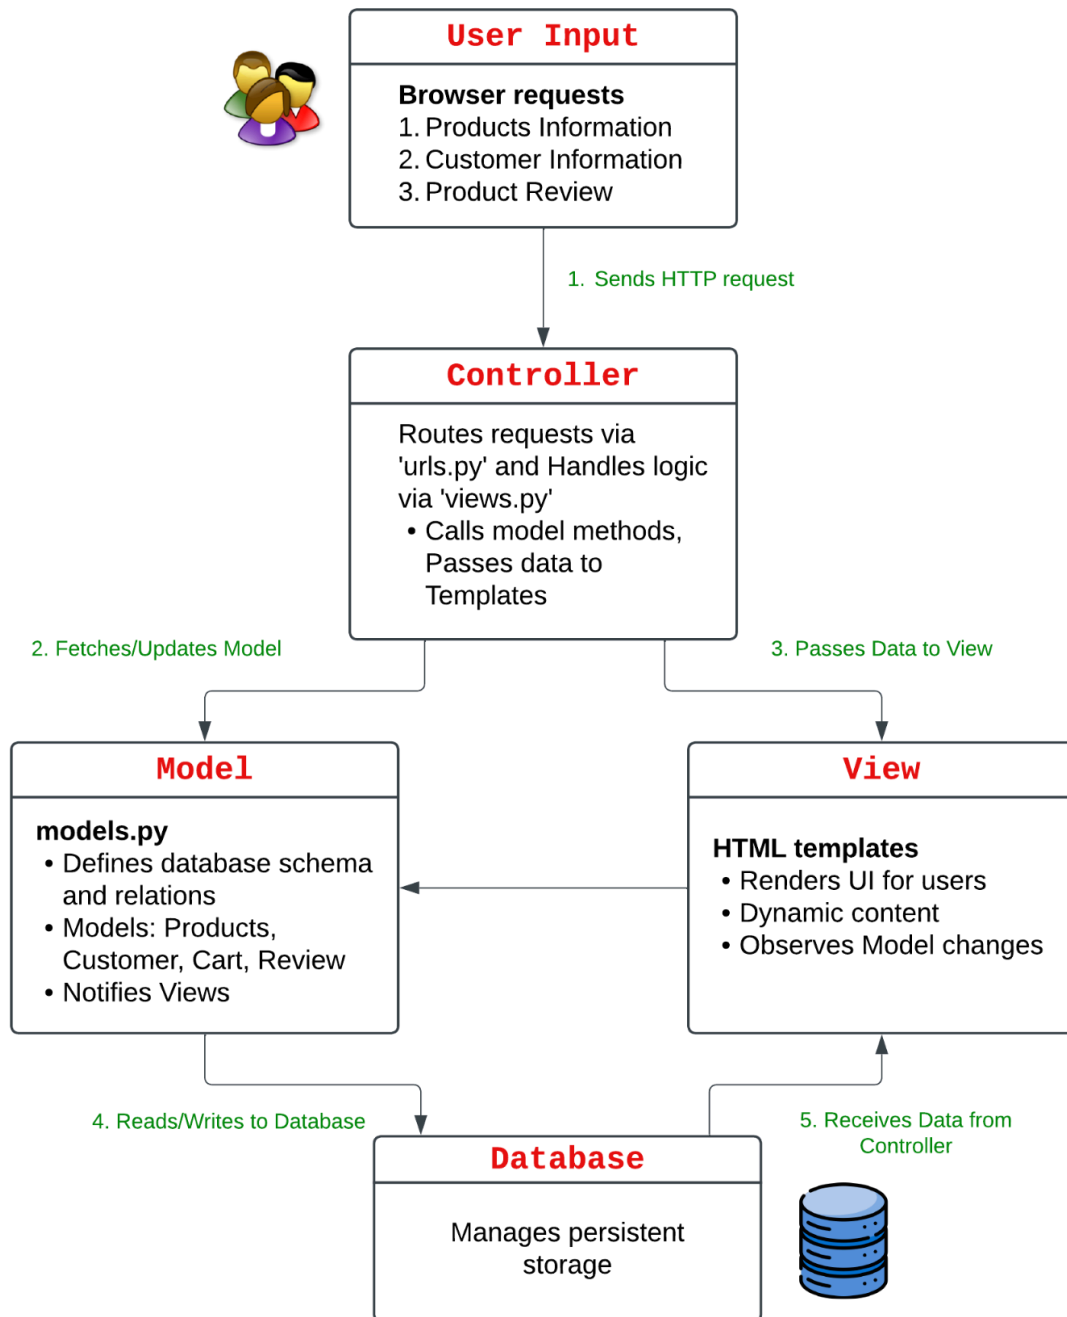 User Input
Browser requests
1. Products Information
2. Customer Information
3. Product Review
1. Sends HTTP request
Controller
Routes requests via
'urls.py' and Handles logic
via 'views.py'
• Calls model methods,
Passes data to
Templates
2. Fetches/Updates Model
3. Passes Data to View
Model
models.py
• Defines database schema
and relations
• Models: Products,
Customer, Cart, Review
• Notifies Views
View
HTML templates
• Renders UI for users
• Dynamic content
• Observes Model changes
4. Reads/Writes to Database
5. Receives Data from
Controller
Database
Manages persistent
storage